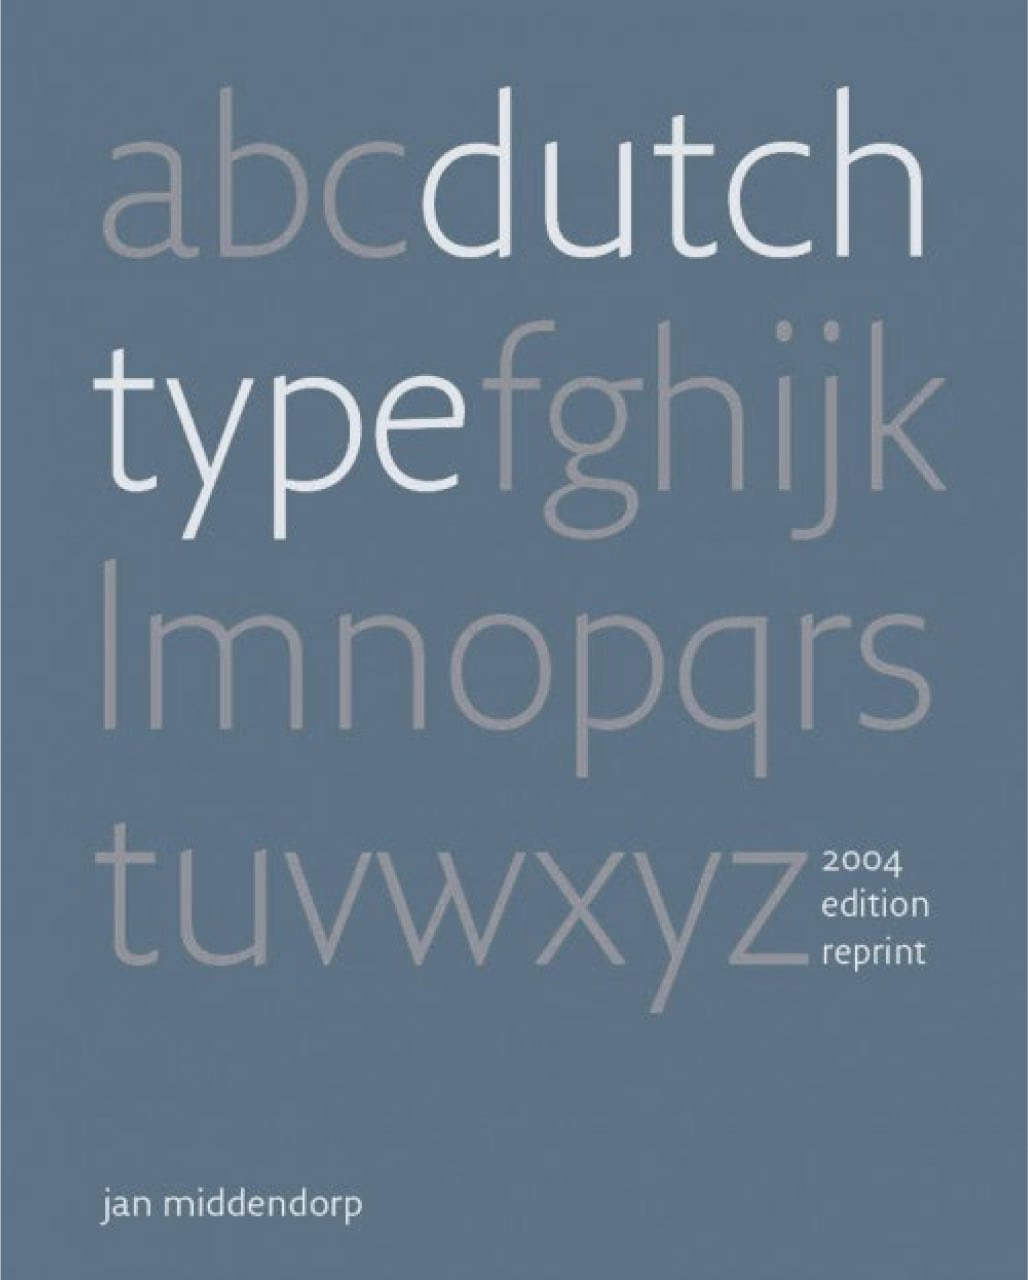 abcdutch
typefghijk
lmnopqrs
tuvwxyz
2004
edition
reprint
jan middendorp